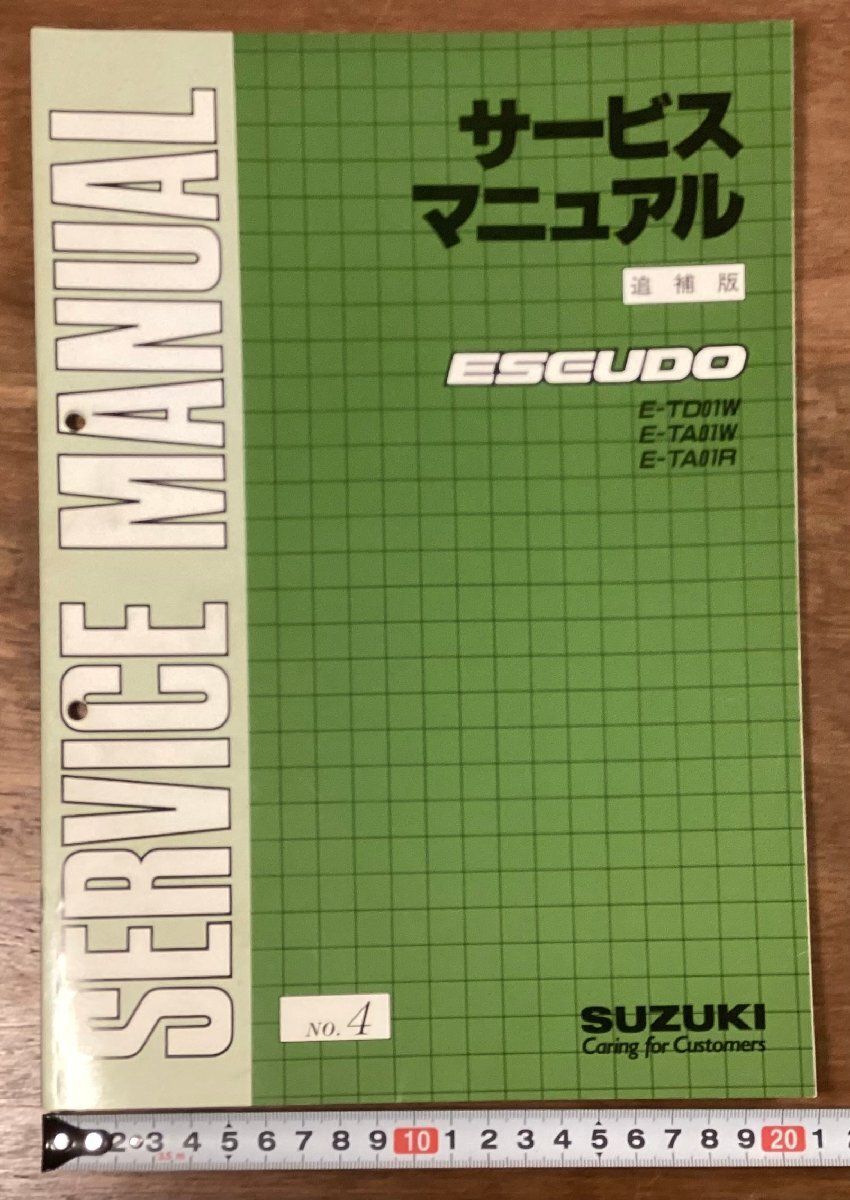 SERVICE MANUAL
サービス
マニュアル
追補版
ESCUDO
E-TD01W
E-TA01W
E-TA01R
NO. 4
SUZUKI
Caring for Customers
2 3 4 5 6 7 8 9 10 1 2 3 4 5 6 7 8 9 20 1
3.5 m